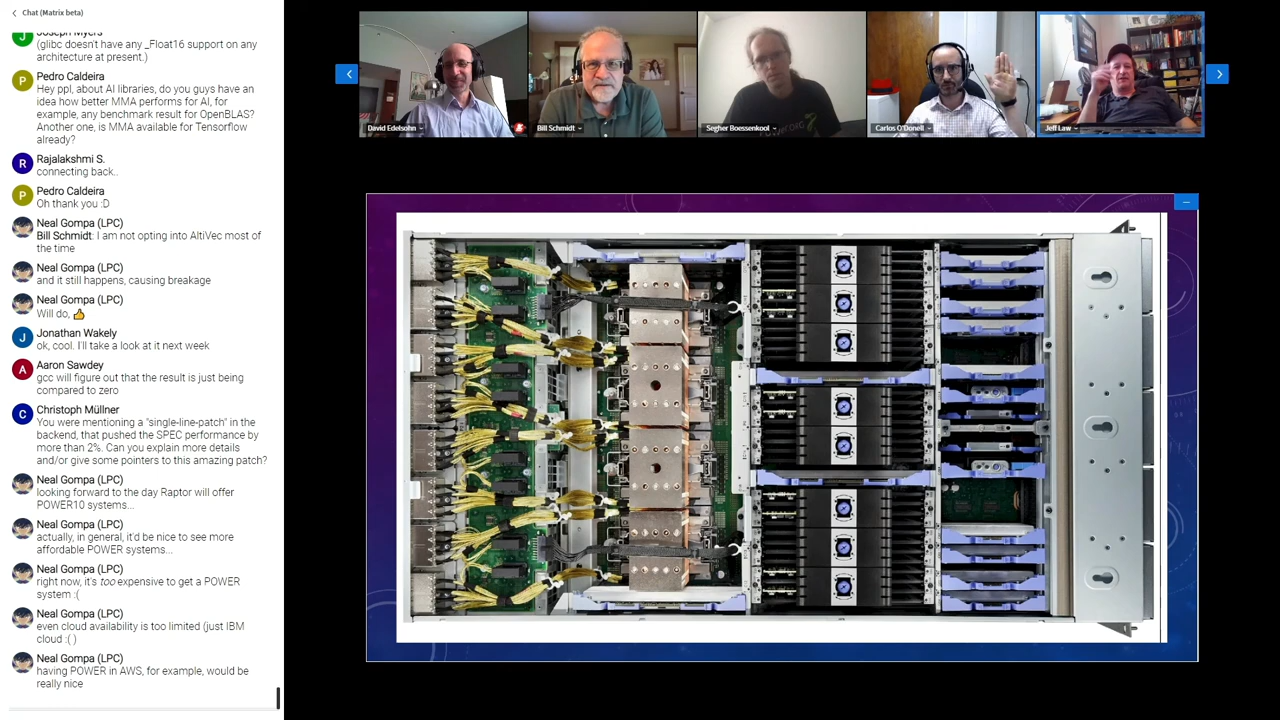 Chat (Matrix beta)
Joseph Myers
(glibc doesn't have any _Float16 support on any
architecture at present.)
Pedro Caldeira
Hey ppl, about AI libraries, do you guys have
an idea how better MMA performs for AI, for
example, any benchmark result for OpenBLAS?
Another one, is MMA available for Tensorflow
already?
Rajalakshmi S.
connecting back..
Pedro Caldeira
Oh thank you :D
Neal Gompa (LPC)
Bill Schmidt: I am not opting into AltiVec most of
the time
Neal Gompa (LPC)
and it still happens, causing breakage
Neal Gompa (LPC)
Will do, 👍
Jonathan Wakely
ok, cool. I'll take a look at it next week
Aaron Sawdey
gcc will figure out that the result is just being
compared to zero
Christoph Müllner
You were mentioning a "single-line-patch" in the
backend, that pushed the SPEC performance by
more than 2%. Can you explain more details
and/or give some pointers to this amazing patch?
Neal Gompa (LPC)
looking forward to the day Raptor will offer
POWER10 systems...
Neal Gompa (LPC)
actually, in general, it'd be nice to see more
affordable POWER systems...
Neal Gompa (LPC)
right now, it's too expensive to get a POWER
system :(
Neal Gompa (LPC)
even cloud availability is too limited (just IBM
cloud :( )
Neal Gompa (LPC)
having POWER in AWS, for example, would be
really nice
J
P
R
P
J
A
C
David Edelsohn
Bill Schmidt
Segher Boessenkool
Carlos O'Donell
Jeff Law